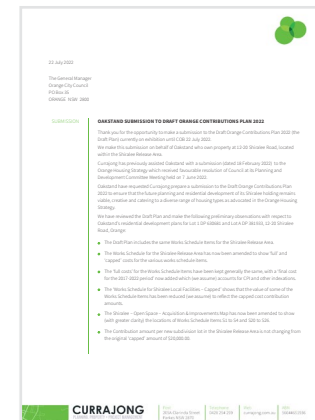 22 July 2022
The General Manager
Orange City Council
PO Box 35
ORANGE NSW 2800
SUBMISSION
OAKSTAND SUBMISSION TO DRAFT ORANGE CONTRIBUTIONS PLAN 2022
Thank you for the opportunity to make a submission to the Draft Orange Contributions Plan 2022 (the
Draft Plan) currently on exhibition until COB 22 July 2022.
We make this submission on behalf of Oakstand who own property at 12-20 Shiralee Road, located
within the Shiralee Release Area.
Currajong has previously assisted Oakstand with a submission (dated 18 February 2022) to the
Orange Housing Strategy which received favourable resolution of Council at its Planning and
Development Committee Meeting held on 7 June 2022.
Oakstand have requested Currajong prepare a submission to the Draft Orange Contributions Plan
2022 to ensure that the future planning and residential development of its Shiralee holding remains
viable, creative and catering to a diverse range of housing types as advocated in the Orange Housing
Strategy.
We have reviewed the Draft Plan and make the following preliminary observations with respect to
Oakstand's residential development plans for Lot 1 DP and Lot A DP 12-20 Shiralee
Road, Orange:
The Draft Plan includes the same Works Schedule items for the Shiralee Release Area.
The Works Schedule for the Shiralee Release Area has now been amended to show 'full' and
'capped' costs for the various works schedule items.
The 'full costs' for the Works Schedule items have been kept generally the same, with a 'final cost
for the 2017-2022 period' now added which (we assume) accounts for CPI and other indexations.
The 'Works Schedule for Shiralee Local Facilities – Capped' shows that the value of some of the
Works Schedule items has been reduced (we assume) to reflect the capped cost contribution
amounts.
The Shiralee – Open Space – Acquisition & Improvements Map has now been amended to show
(with greater clarity) the locations of Works Schedule items S1 to S4 and S20 to S26.
The Contribution amount per new subdivision lot in the Shiralee Release Area is not changing from
the original 'capped' amount of $20,000.00.
CURRAJONG